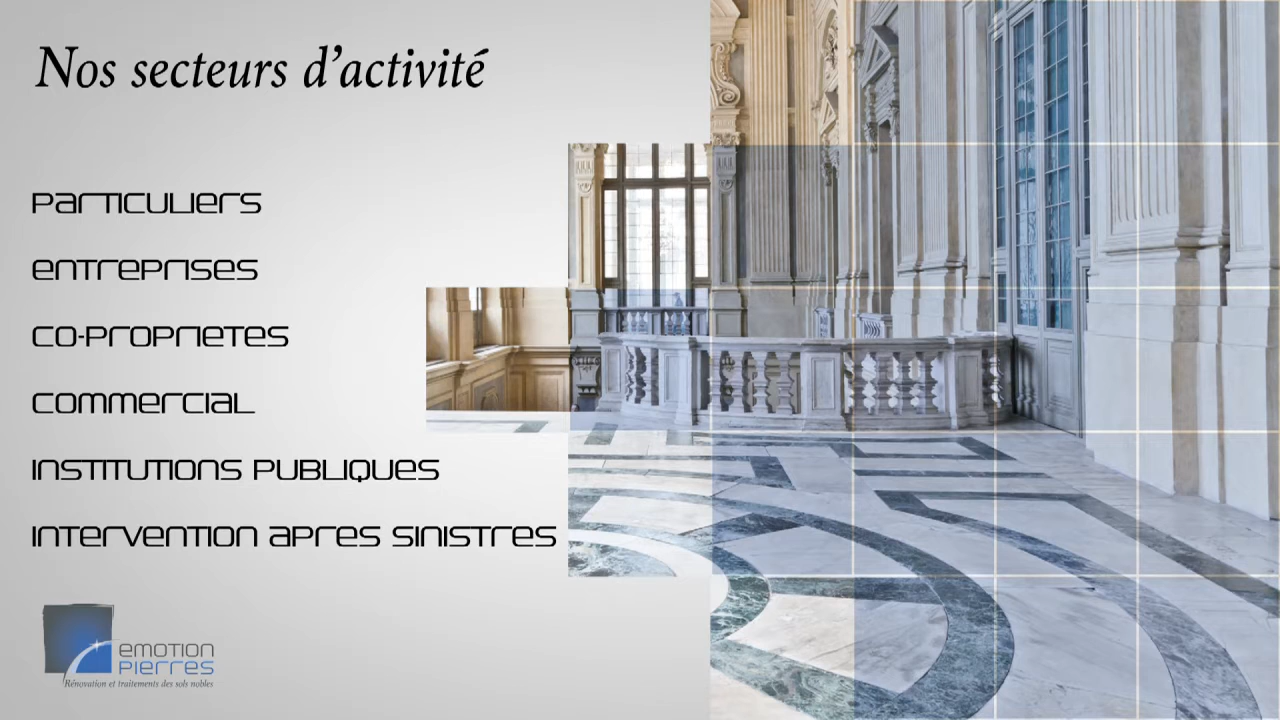 Nos secteurs d'activité
Particuliers
Entreprises
Co-proprietes
Commercial
Institutions publiques
Intervention apres sinistres
emotion
pierres
Rénovation et traitements des sols nobles